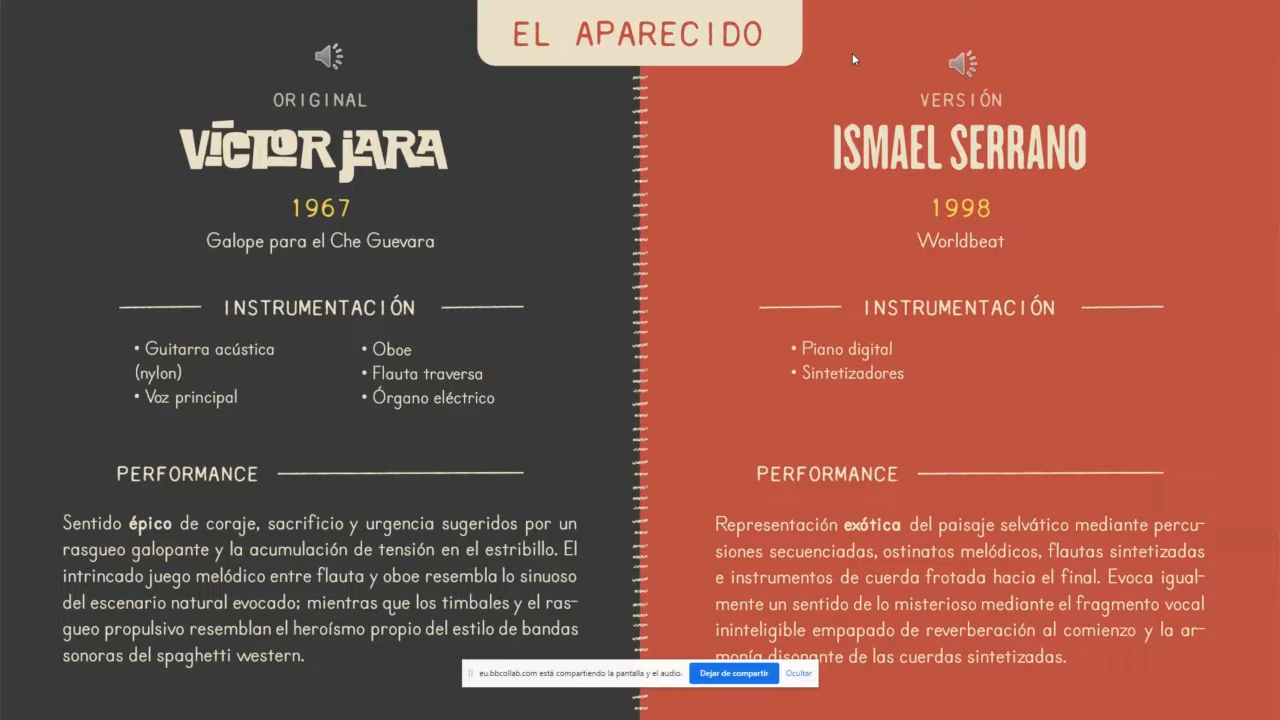 EL APARECIDO
ORIGINAL
VÍCTOR JARA
1967
Galope para el Che Guevara
INSTRUMENTACIÓN
• Guitarra acústica
(nylon)
• Voz principal
• Oboe
• Flauta traversa
• Órgano eléctrico
PERFORMANCE
Sentido épico de coraje, sacrificio y urgencia sugeridos por un
rasgueo galopante y la acumulación de tensión en el estribillo. El
intrincado juego melódico entre flauta y oboe resembla lo sinuoso
del escenario natural evocado; mientras que los timbales y el ras-
gueo propulsivo resemblan el heroísmo propio del estilo de bandas
sonoras del spaghetti western.
VERSIÓN
ISMAEL SERRANO
1998
Worldbeat
INSTRUMENTACIÓN
• Piano digital
• Sintetizadores
PERFORMANCE
Representación exótica del paisaje selvático mediante percu-
siones secuenciadas, ostinatos melódicos, flautas sintetizadas
e instrumentos de cuerda frotada hacia el final. Evoca igual-
mente un sentido de lo misterioso mediante el fragmento vocal
ininteligible empapado de reverberación al comienzo y la ar-
monía disonante de las cuerdas sintetizadas.
eu.bbcollab.com está compartiendo la pantalla y el audio.
Dejar de compartir
Ocultar